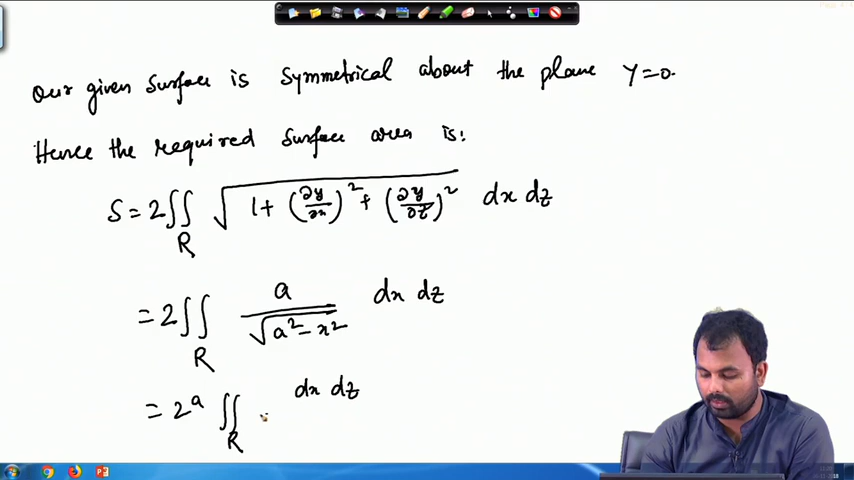 Our given surface is symmetrical about the plane Y=0.
Hence the required surface area is:
S = 2∬_R √(1 + (∂y/∂x)² + (∂y/∂z)²) dx dz
= 2∬_R a/√(a²-x²) dx dz
= 2a ∬_R dx dz